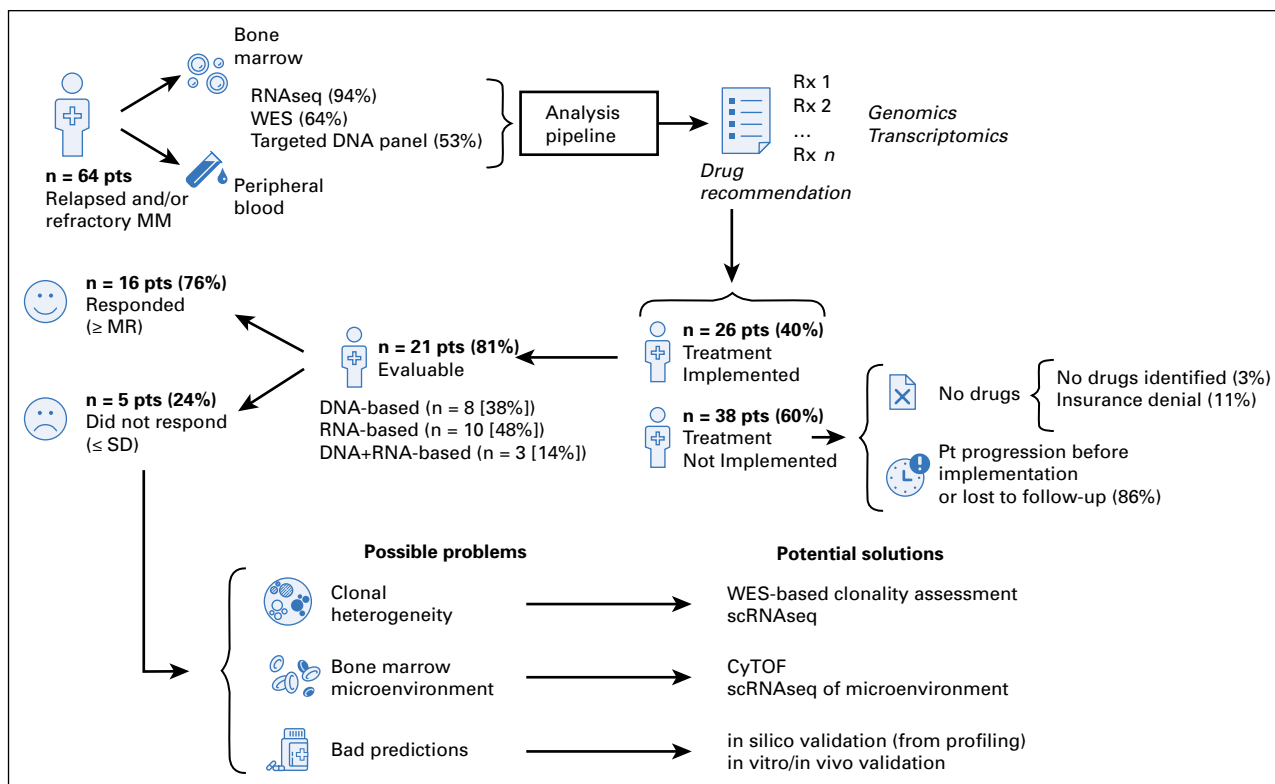 Bone
marrow
RNAseq (94%)
WES (64%)
Targeted DNA panel (53%)
n = 64 pts
Relapsed and/or
refractory MM
Peripheral
blood
Analysis
pipeline
Drug
recommendation
Rx 1
Rx 2
...
Rx n
Genomics
Transcriptomics
n = 16 pts (76%)
Responded
(≥ MR)
n = 5 pts (24%)
Did not respond
(≤ SD)
n = 21 pts (81%)
Evaluable
DNA-based (n = 8 [38%])
RNA-based (n = 10 [48%])
DNA+RNA-based (n = 3 [14%])
n = 26 pts (40%)
Treatment
Implemented
n = 38 pts (60%)
Treatment
Not Implemented
No drugs
No drugs identified (3%)
Insurance denial (11%)
Pt progression before
implementation
or lost to follow-up (86%)
Possible problems
Potential solutions
Clonal
heterogeneity
WES-based clonality assessment
scRNAseq
Bone marrow
microenvironment
CyTOF
scRNAseq of microenvironment
Bad predictions
in silico validation (from profiling)
in vitro/in vivo validation